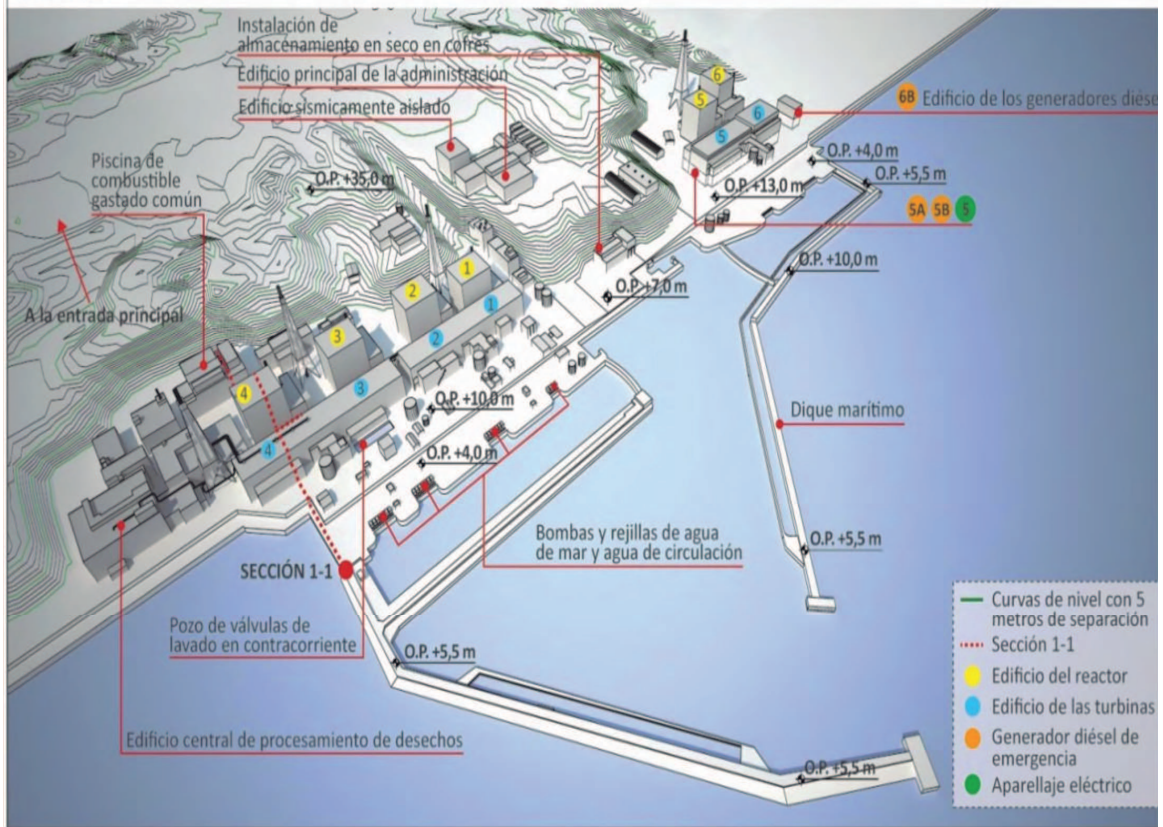 Instalación de
almacenamiento en seco en cofres
Edificio principal de la administración
Edificio sísmicamente aislado
Piscina de
combustible
gastado común
O.P. +35,0 m
A la entrada principal
6
5
6
5
6B Edificio de los generadores diése
O.P. +4,0 m
O.P. +5,5 m
O.P. +13,0 m
5A 5B 5
O.P. +10,0 m
O.P. +7,0 m
1
2
1
3
2
4
3
4
O.P. +10,0 m
O.P. +4,0 m
Dique marítimo
Bombas y rejillas de agua
de mar y agua de circulación
O.P. +5,5 m
SECCIÓN 1-1
Pozo de válvulas de
lavado en contracorriente
O.P. +5,5 m
Edificio central de procesamiento de desechos
O.P. +5,5 m
Curvas de nivel con 5
metros de separación
Sección 1-1
Edificio del reactor
Edificio de las turbinas
Generador diésel de
emergencia
Aparellaje eléctrico